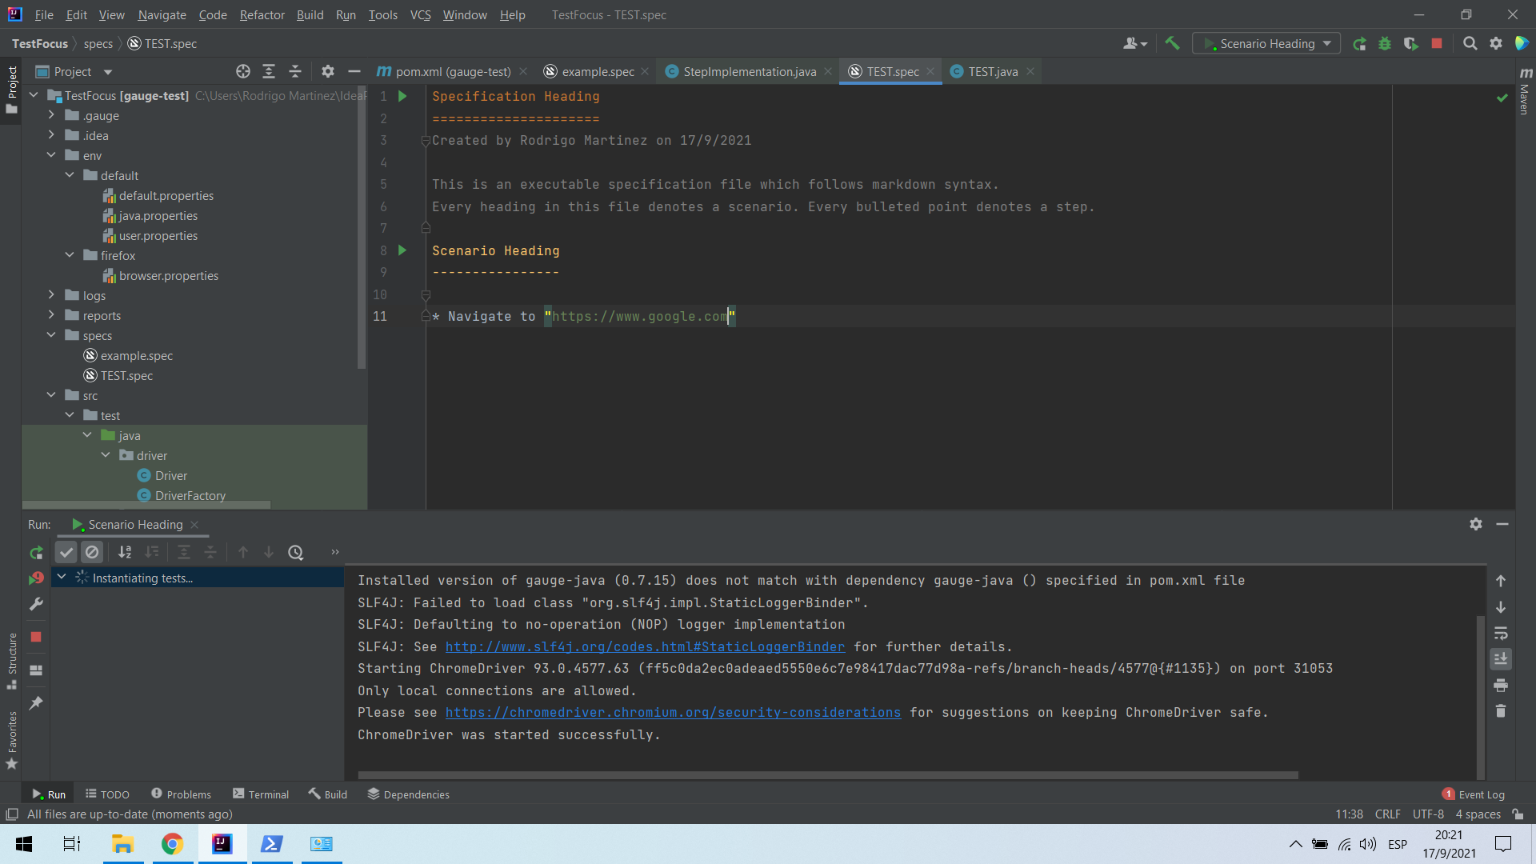 File Edit View Navigate Code Refactor Build Run Tools VCS Window Help TestFocus - TEST.spec
TestFocus specs TEST.spec
Scenario Heading
Project
pom.xml (gauge-test) example.spec StepImplementation.java TEST.spec TEST.java
Project
Maven
TestFocus [gauge-test] C:\Users\Rodrigo Martinez\IdeaP
.gauge
.idea
env
default
default.properties
java.properties
user.properties
firefox
browser.properties
logs
reports
specs
example.spec
TEST.spec
src
test
java
driver
Driver
DriverFactory
1 Specification Heading
2 =====================
3 Created by Rodrigo Martinez on 17/9/2021
4
5 This is an executable specification file which follows markdown syntax.
6 Every heading in this file denotes a scenario. Every bulleted point denotes a step.
7
8 Scenario Heading
9 ----------------
10
11 * Navigate to "https://www.google.com"
Run: Scenario Heading
Instantiating tests...
Structure
Favorites
Installed version of gauge-java (0.7.15) does not match with dependency gauge-java () specified in pom.xml file
SLF4J: Failed to load class "org.slf4j.impl.StaticLoggerBinder".
SLF4J: Defaulting to no-operation (NOP) logger implementation
SLF4J: See http://www.slf4j.org/codes.html#StaticLoggerBinder for further details.
Starting ChromeDriver 93.0.4577.63 (ff5c0da2ec0adeaed5550e6c7e98417dac77d98a-refs/branch-heads/4577@{#1135}) on port 31053
Only local connections are allowed.
Please see https://chromedriver.chromium.org/security-considerations for suggestions on keeping ChromeDriver safe.
ChromeDriver was started successfully.
Run TODO Problems Terminal Build Dependencies 1 Event Log
All files are up-to-date (moments ago) 11:38 CRLF UTF-8 4 spaces
ESP
20:21
17/9/2021